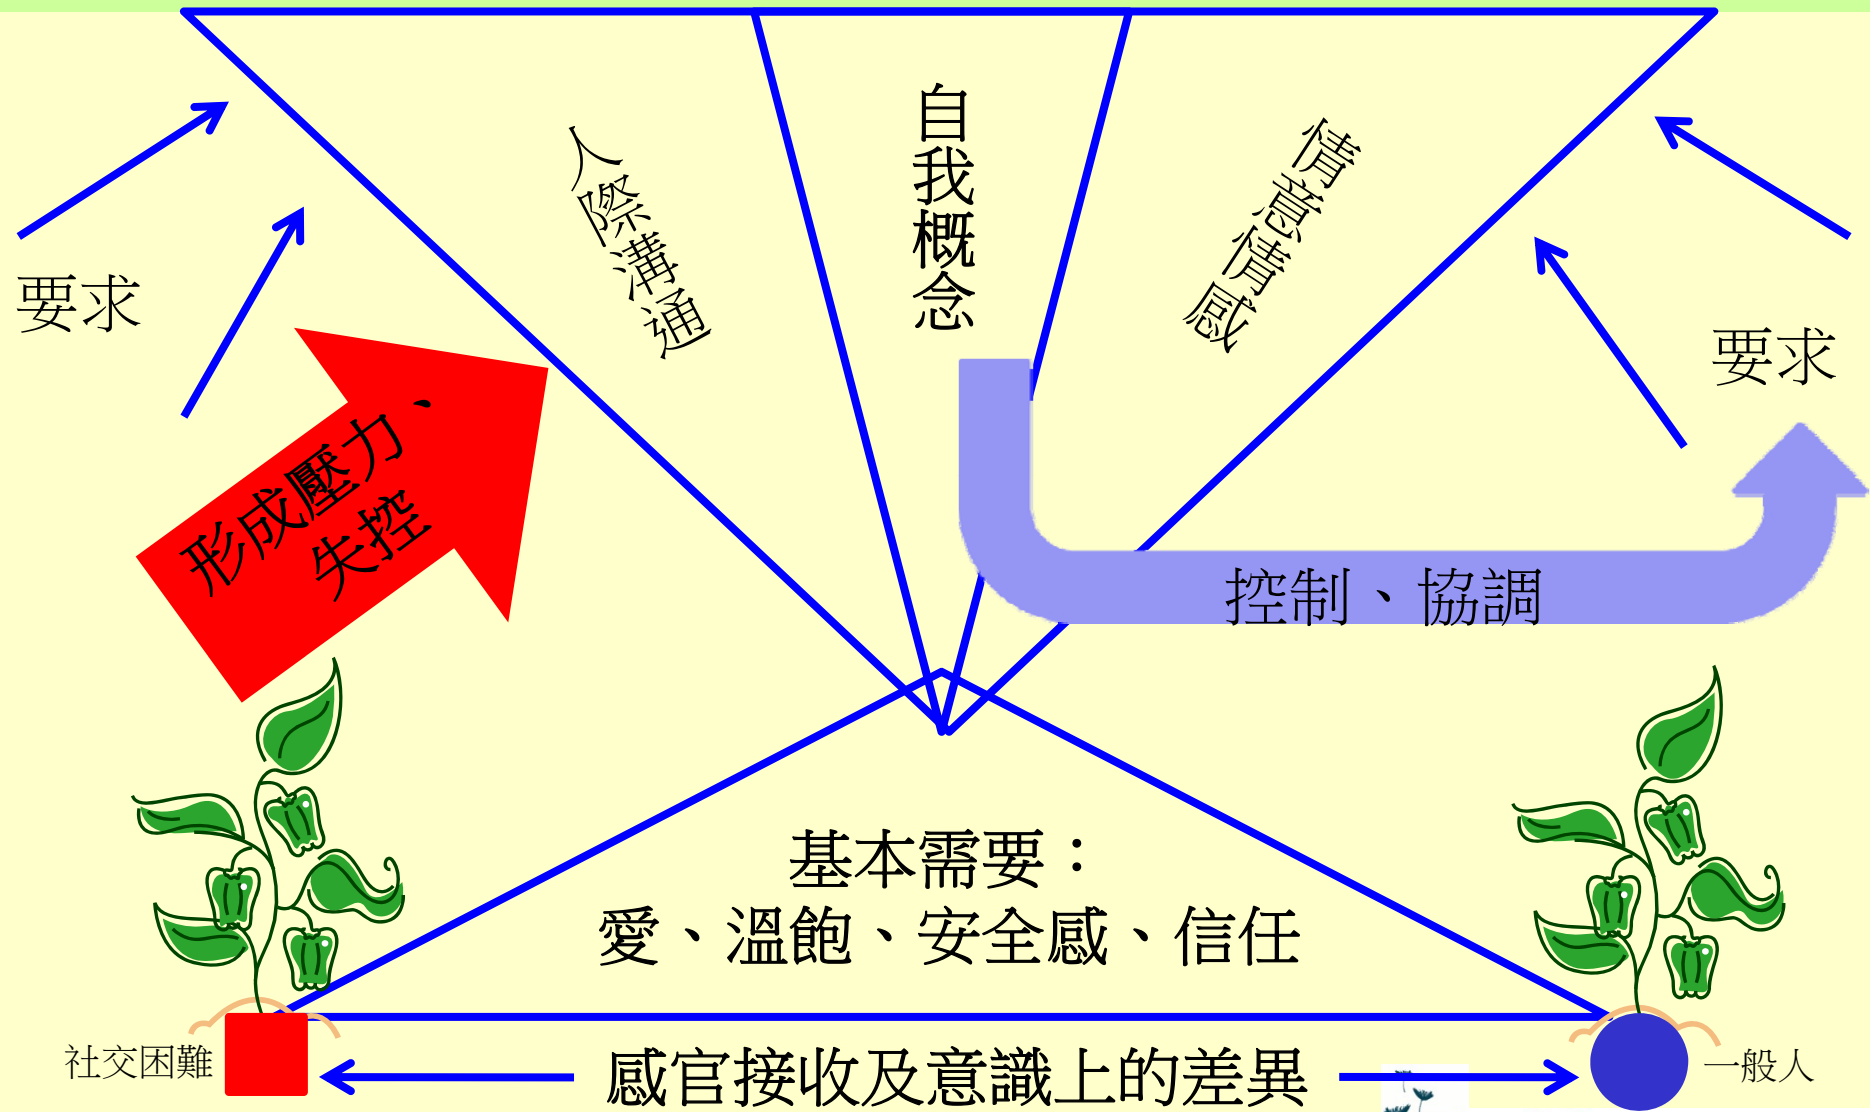 人際溝通
自我概念
情意情感
要求
要求
形成壓力、
失控
控制、協調
基本需要：
愛、溫飽、安全感、信任
社交困難
感官接收及意識上的差異
一般人